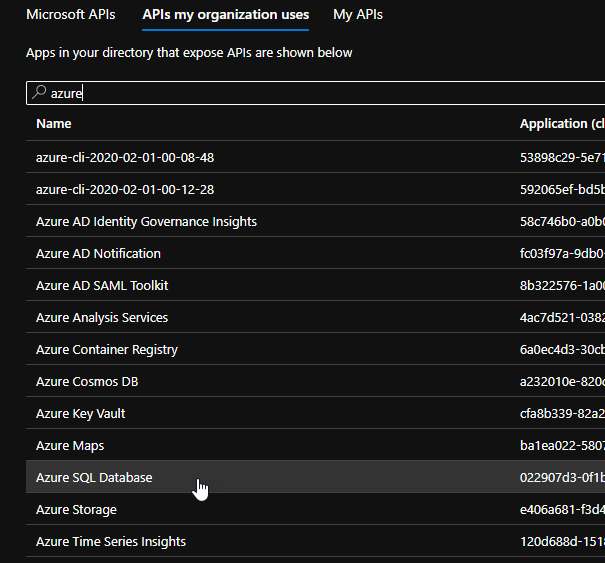 Microsoft APIs APIs my organization uses My APIs
Apps in your directory that expose APIs are shown below
azure
Name Application (cl
azure-cli-2020-02-01-00-08-48 53898c29-5e71
azure-cli-2020-02-01-00-12-28 592065ef-bd5b
Azure AD Identity Governance Insights 58c746b0-a0b0
Azure AD Notification fc03f97a-9db0-
Azure AD SAML Toolkit 8b322576-1a00
Azure Analysis Services 4ac7d521-0382
Azure Container Registry 6a0ec4d3-30cb
Azure Cosmos DB a232010e-820c
Azure Key Vault cfa8b339-82a2
Azure Maps ba1ea022-5807
Azure SQL Database 022907d3-0f1b
Azure Storage e406a681-f3d4
Azure Time Series Insights 120d688d-1518